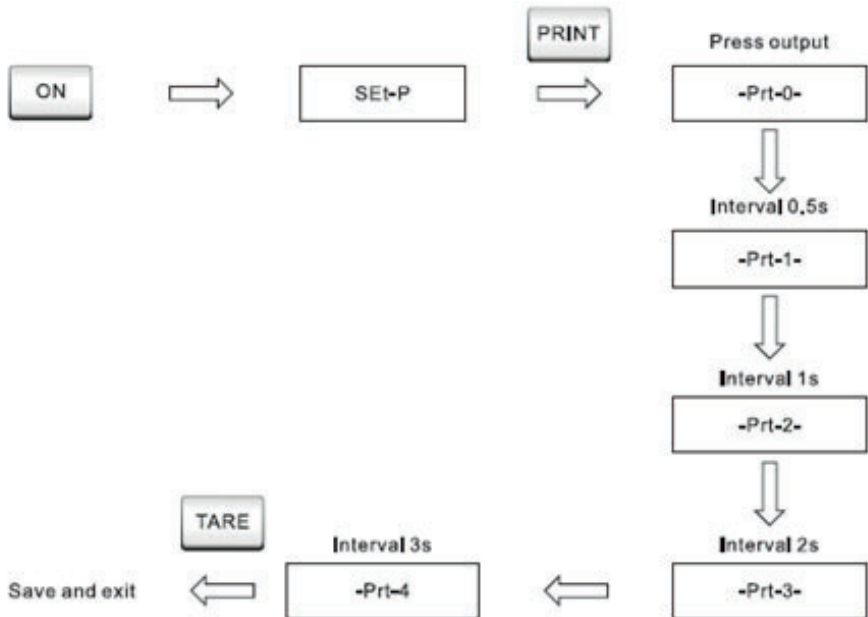 PRINT
Press output
ON
SEt-P
-Prt-0-
Interval 0.5s
-Prt-1-
Interval 1s
-Prt-2-
TARE
Interval 3s
Interval 2s
Save and exit
-Prt-4
-Prt-3-